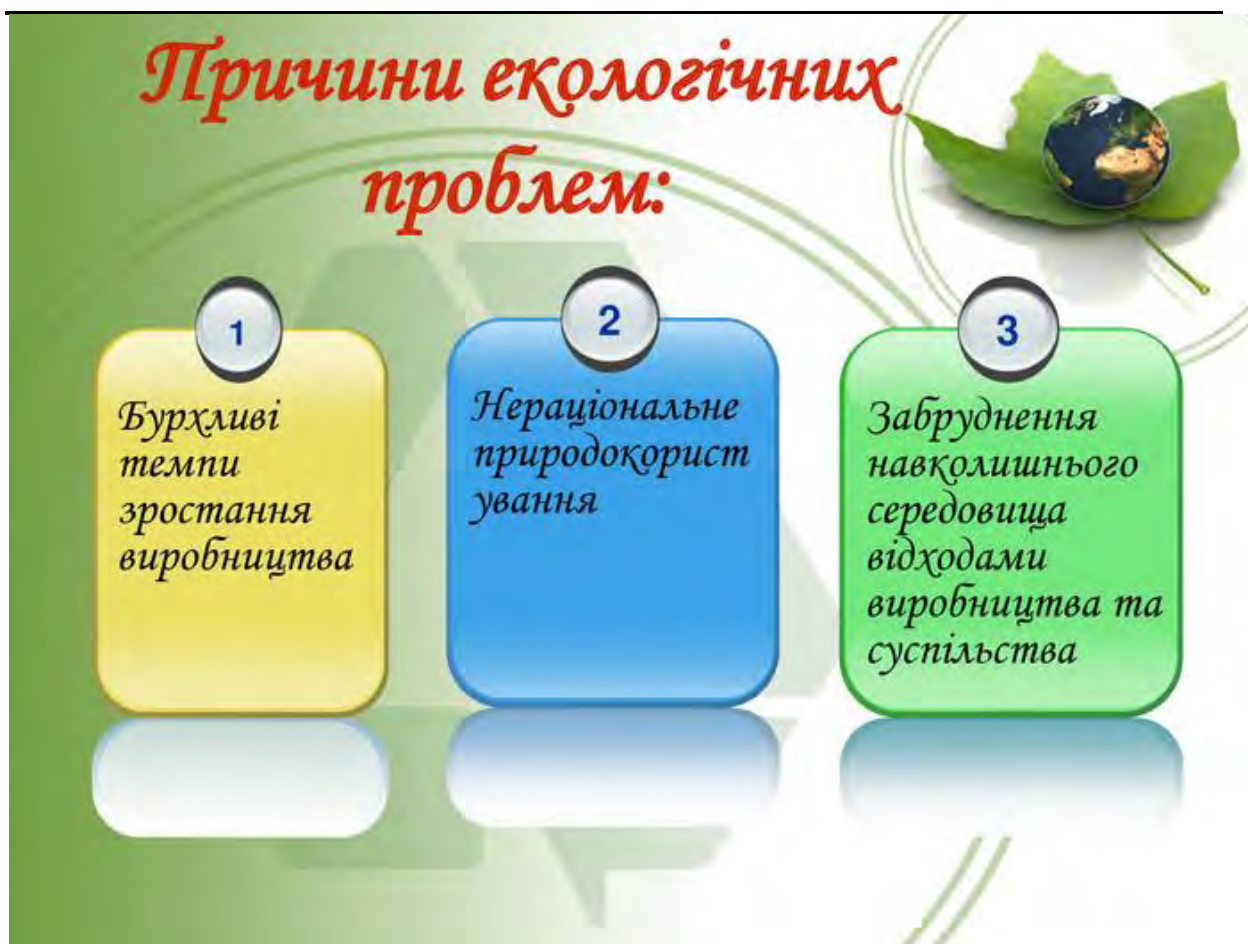 Причини екологічних
проблем:
1
Бурхливі
темпи
зростання
виробництва
2
Нераціональне
природокорист
ування
3
Забруднення
навколишнього
середовища
відходами
виробництва та
суспільства